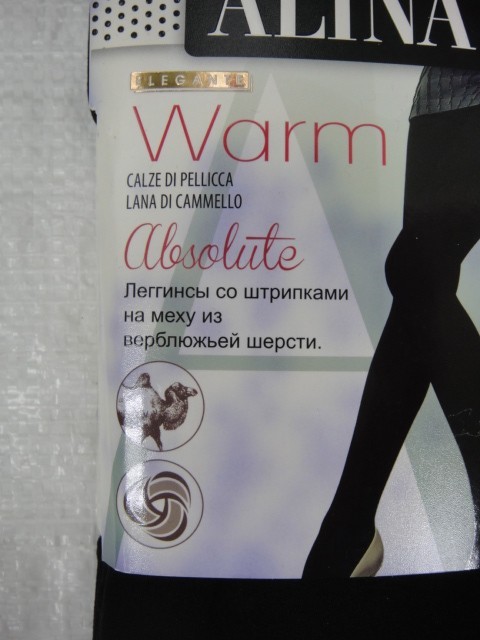 ALINA
ELEGANTE
Warm
CALZE DI PELLICCA
LANA DI CAMMELLO
Absolute
Леггинсы со штрипками
на меху из
верблюжьей шерсти.